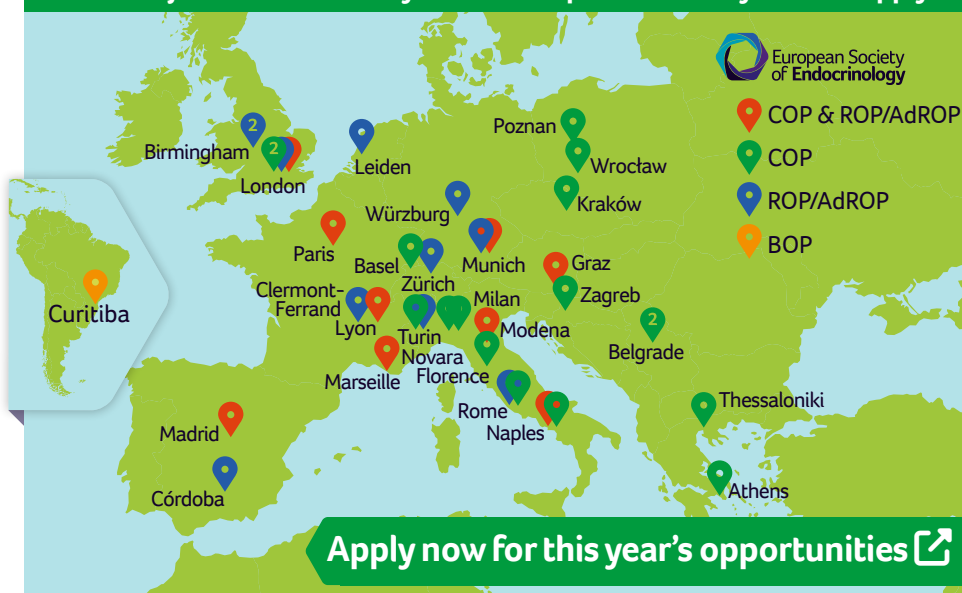 European Society
of Endocrinology
COP & ROP/AdROP
COP
ROP/AdROP
BOP
2
Birmingham
2
London
Leiden
Poznan
Wrocław
Kraków
Würzburg
Paris
Basel
Zürich
Munich
Graz
Zagreb
Clermont-
Ferrand
Lyon
Turin
Milan
Novara
Modena
Florence
2
Belgrade
Curitiba
Marseille
Rome
Naples
Thessaloniki
Madrid
Córdoba
Athens
Apply now for this year’s opportunities